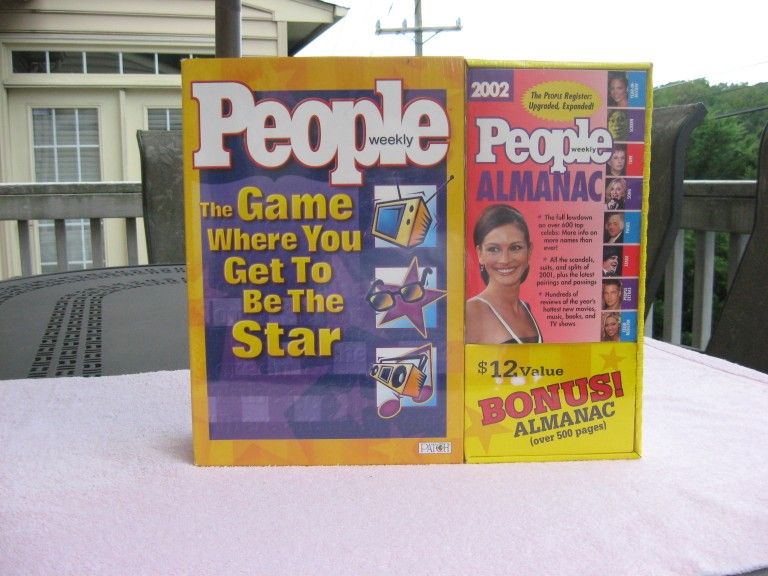 People
weekly
The Game
Where You
Get To
Be The
Star
PATCH
2002
The PEOPLE Register:
Upgraded, Expanded!
People
weekly
ALMANAC
* The full lowdown
on over 600 top
celebs: More info on
more names than
ever!
* All the scandals,
suits, and splits of
2001, plus the latest
pairings and passings
* Hundreds of
reviews of the year's
hottest new movies,
music, books, and
TV shows
$12 Value
BONUS!
ALMANAC
(over 500 pages)